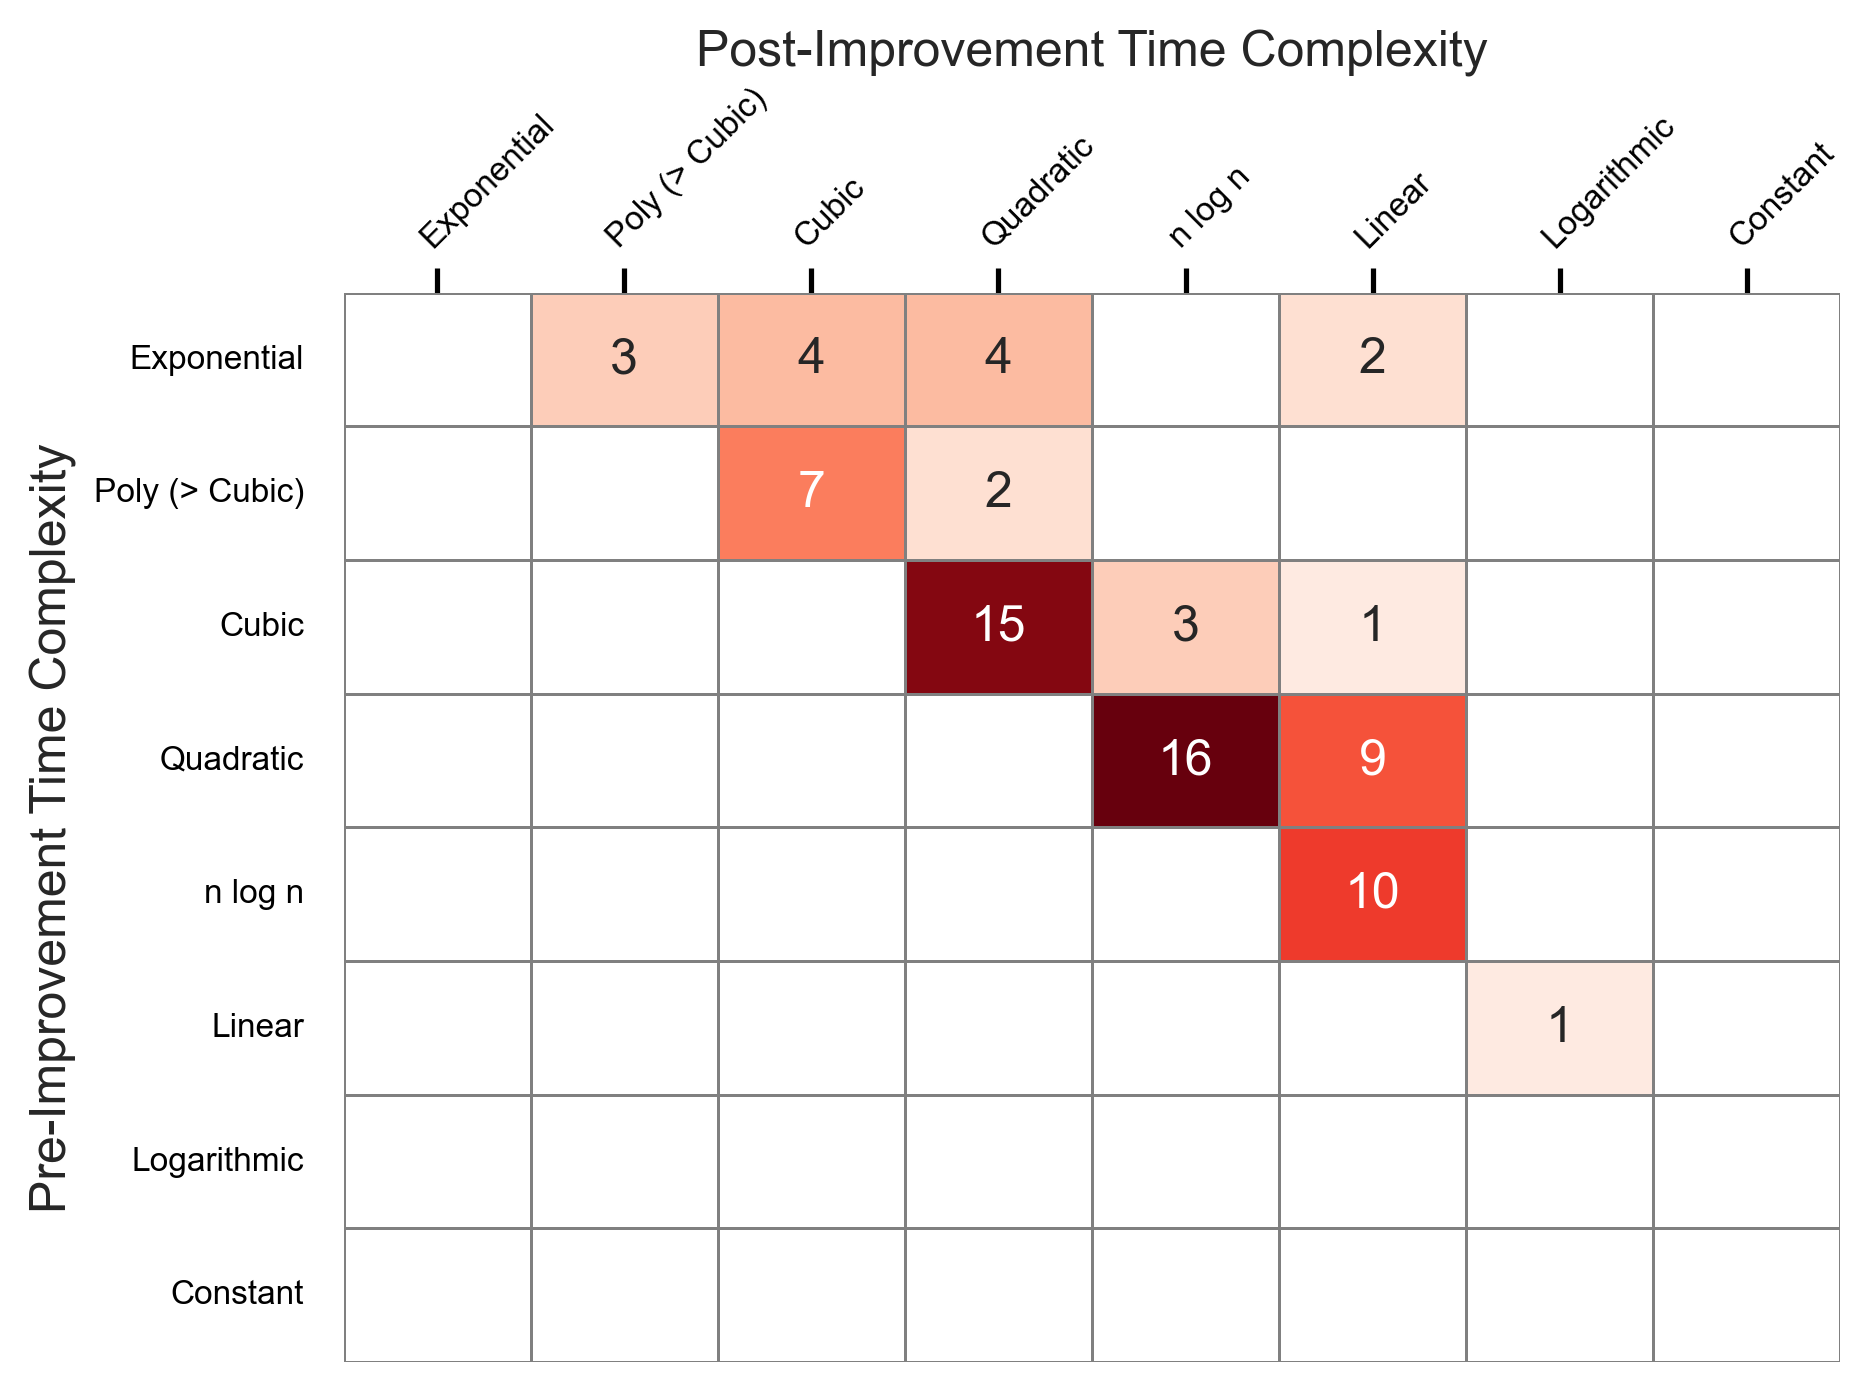 Post-Improvement Time Complexity
Exponential
Poly (> Cubic)
Cubic
Quadratic
n log n
Linear
Logarithmic
Constant
Pre-Improvement Time Complexity
Exponential
3
4
4
2
Poly (> Cubic)
7
2
Cubic
15
3
1
Quadratic
16
9
n log n
10
Linear
1
Logarithmic
Constant